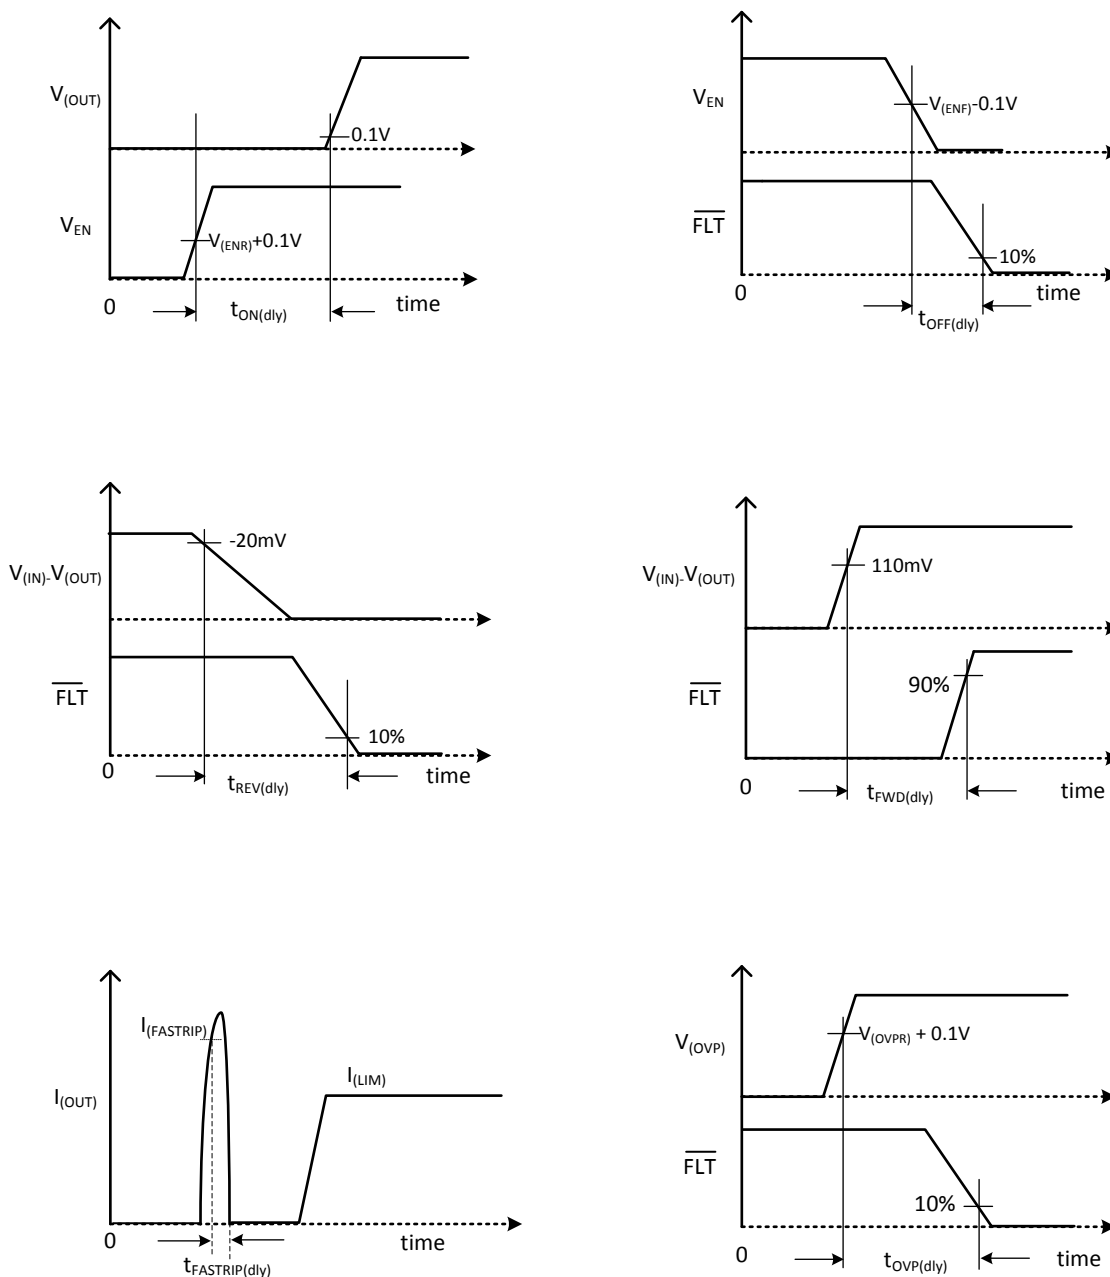 V(OUT)
0.1V
VEN
V(ENR)+0.1V
0
tON(dly)
time
VEN
V(ENF)-0.1V
FLT
10%
0
tOFF(dly)
time
-20mV
V(IN)-V(OUT)
FLT
10%
0
tREV(dly)
time
110mV
V(IN)-V(OUT)
FLT
90%
0
tFWD(dly)
time
I(FASTRIP)
I(OUT)
I(LIM)
0
tFASTRIP(dly)
time
V(OVP)
V(OVPR) + 0.1V
FLT
10%
0
tOVP(dly)
time